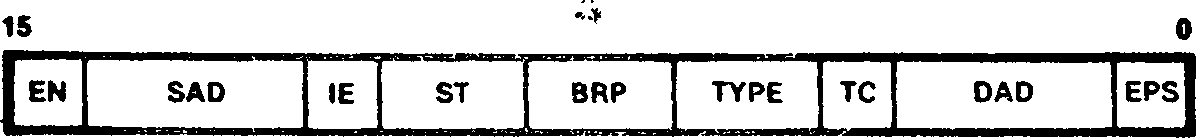 15 0
EN SAD IE ST BRP TYPE TC DAD EPS